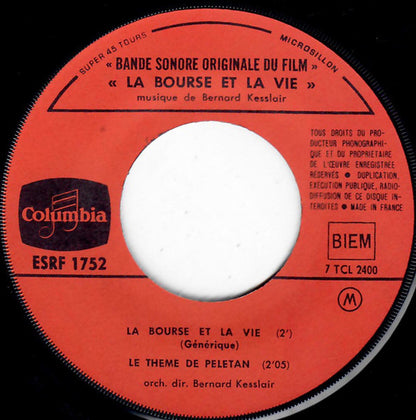 SUPER 45 TOURS
MICROSILLON
« BANDE SONORE ORIGINALE DU FILM »
« LA BOURSE ET LA VIE »
musique de Bernard Kesslair
TOUS DROITS DU PRO-
DUCTEUR PHONOGRAPHI-
QUE ET DU PROPRIETAIRE
DE L'ŒUVRE ENREGISTREE
RÉSERVÉS • DUPLICATION,
EXÉCUTION PUBLIQUE, RADIO-
DIFFUSION DE CE DISQUE IN-
TERDITES • MADE IN FRANCE
Columbia
ESRF 1752
BIEM
7 TCL 2400
M
LA BOURSE ET LA VIE (2')
(Générique)
LE THEME DE PELETAN (2'05)
orch. dir. Bernard Kesslair